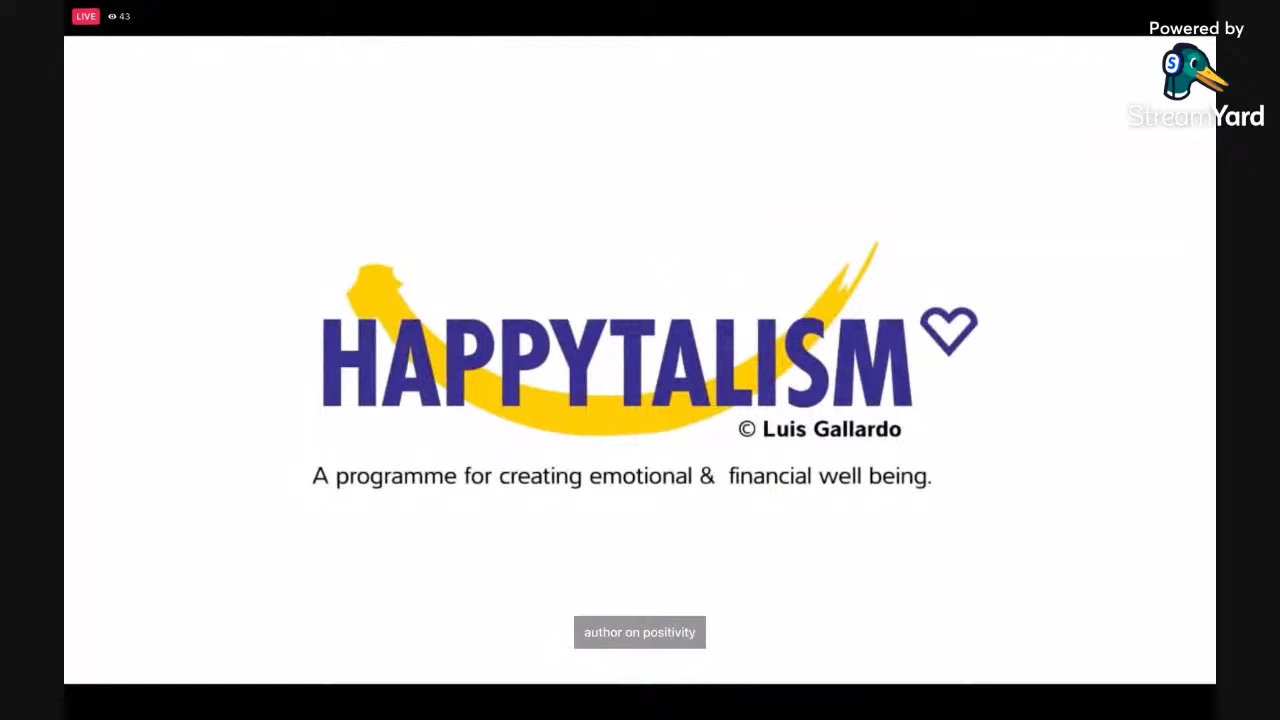 LIVE 43
Powered by
S
StreamYard
HAPPYTALISM
© Luis Gallardo
A programme for creating emotional & financial well being.
author on positivity